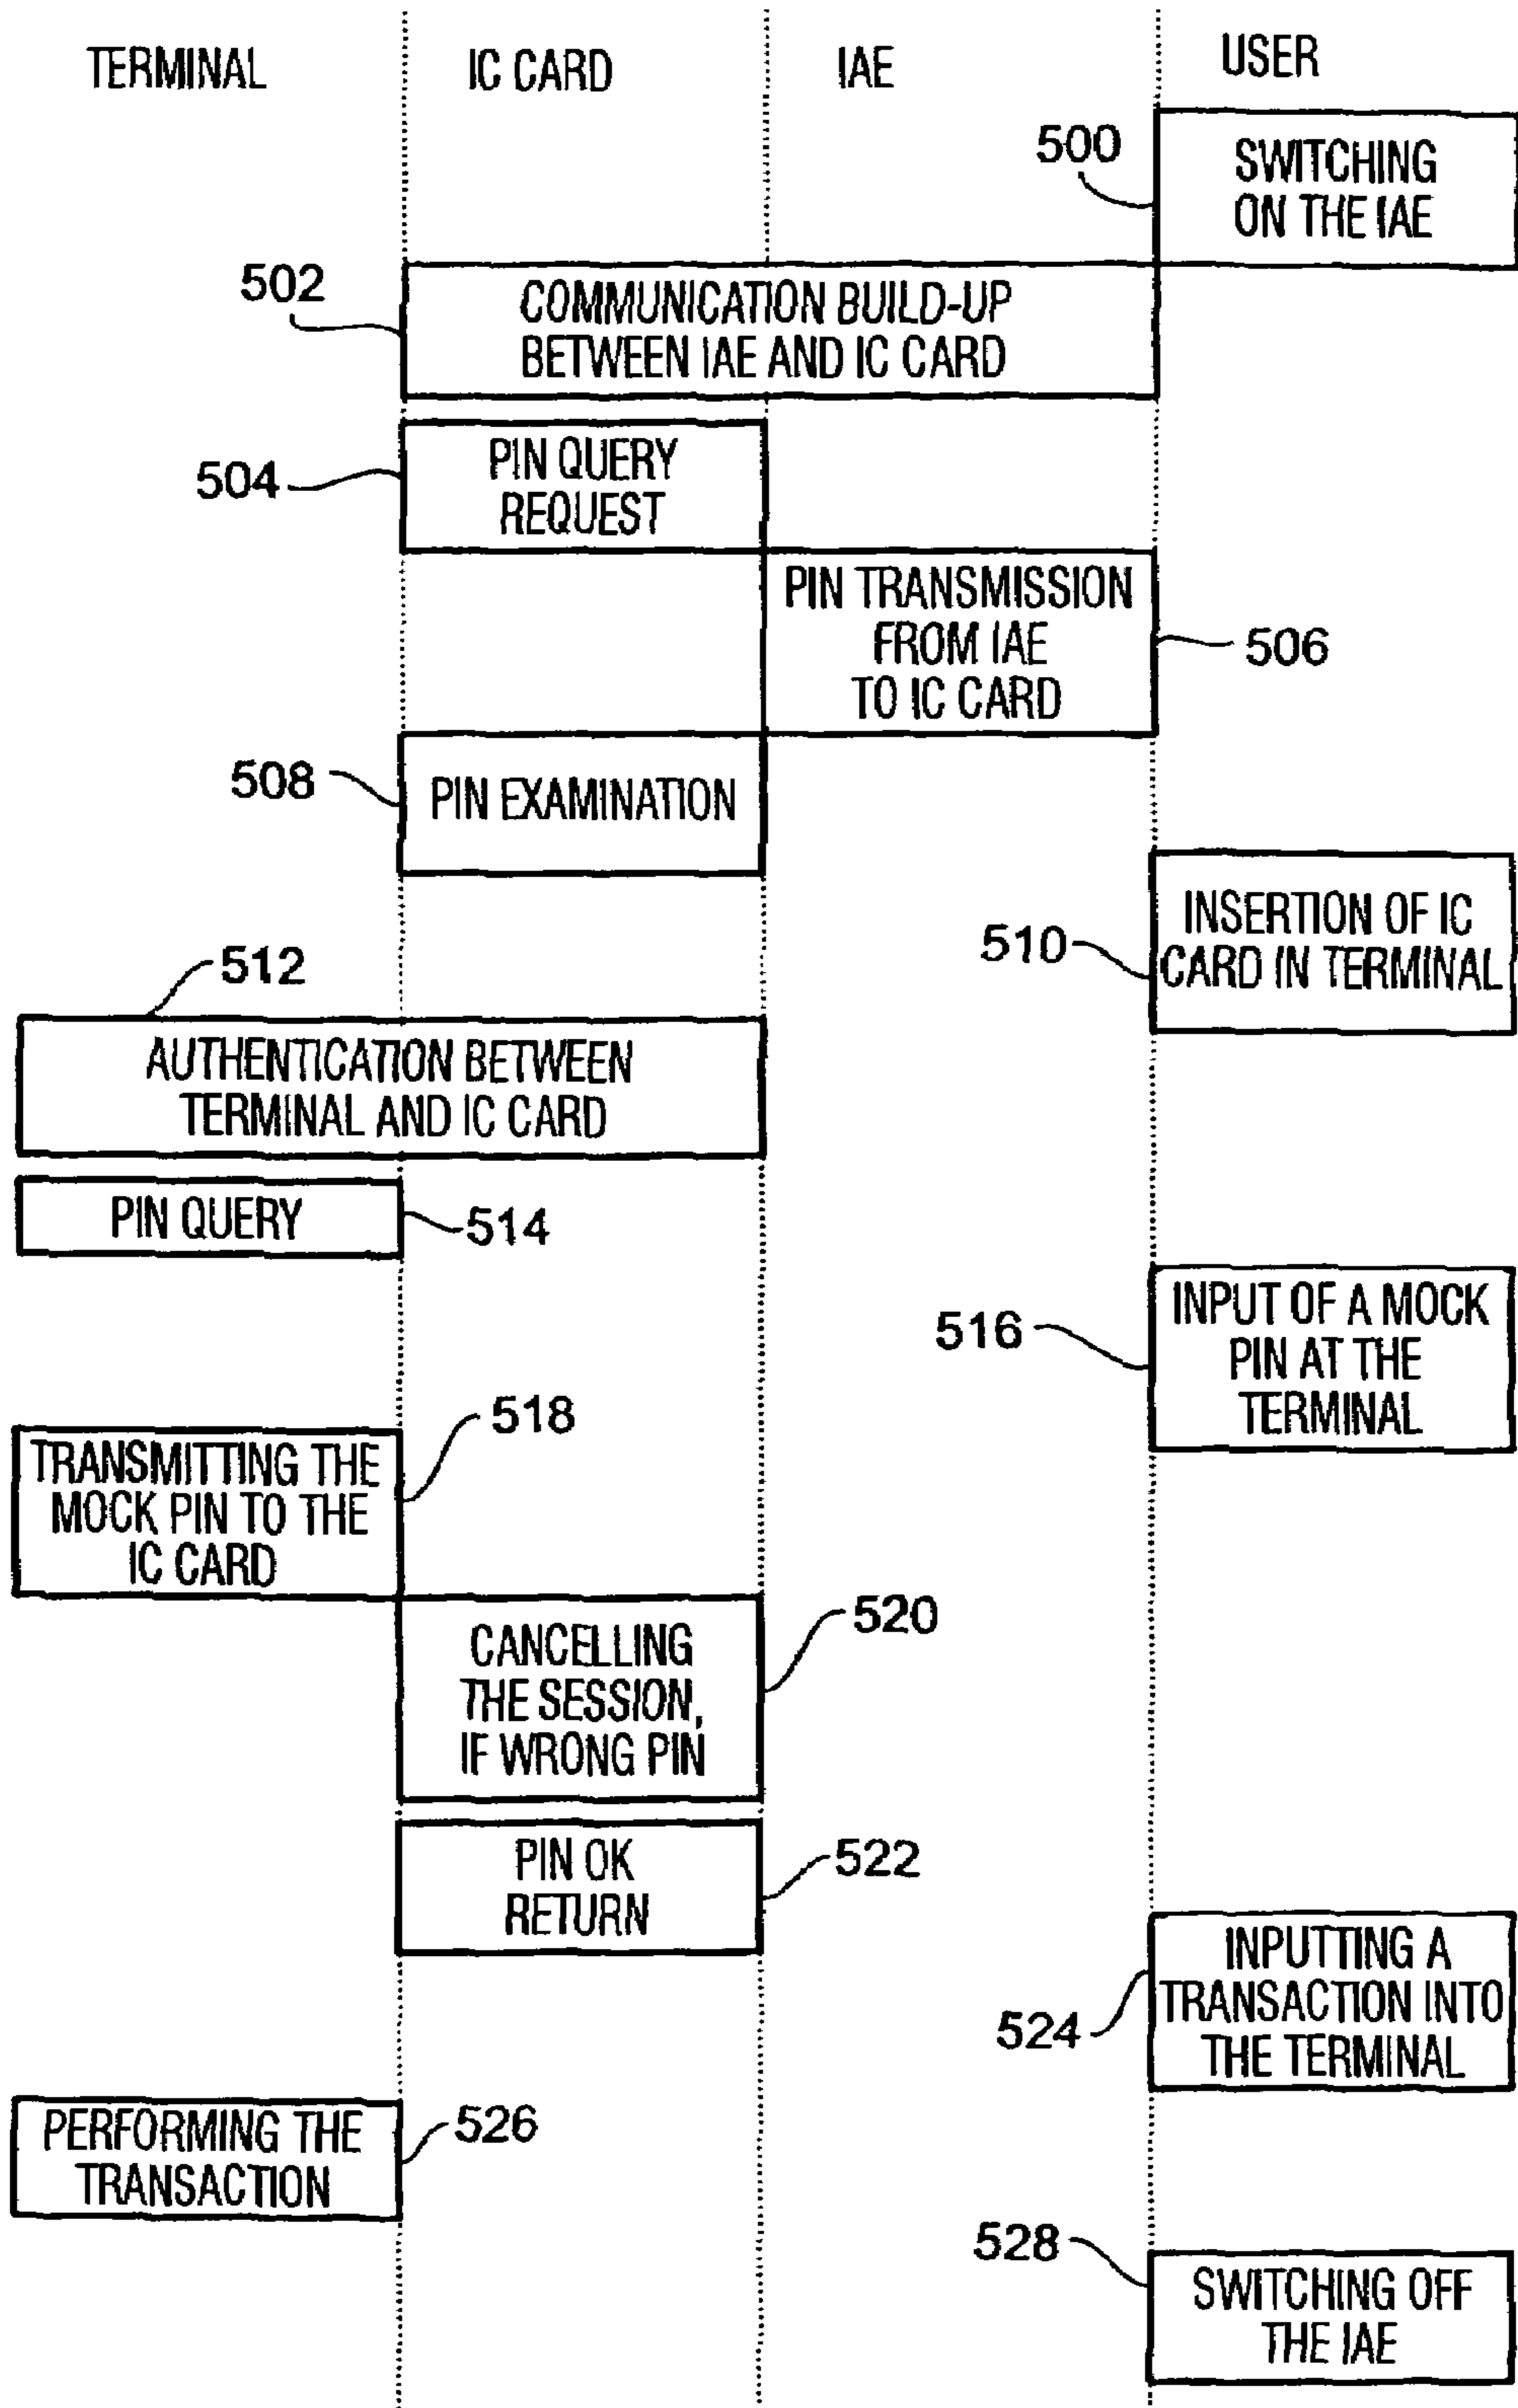 TERMINAL
IC CARD
IAE
USER
500
SWITCHING
ON THE IAE
502
COMMUNICATION BUILD-UP
BETWEEN IAE AND IC CARD
504
PIN QUERY
REQUEST
PIN TRANSMISSION
FROM IAE
TO IC CARD
506
508
PIN EXAMINATION
510
INSERTION OF IC
CARD IN TERMINAL
512
AUTHENTICATION BETWEEN
TERMINAL AND IC CARD
PIN QUERY
514
516
INPUT OF A MOCK
PIN AT THE
TERMINAL
518
TRANSMITTING THE
MOCK PIN TO THE
IC CARD
520
CANCELLING
THE SESSION,
IF WRONG PIN
PIN OK
RETURN
522
524
INPUTTING A
TRANSACTION INTO
THE TERMINAL
PERFORMING THE
TRANSACTION
526
528
SWITCHING OFF
THE IAE